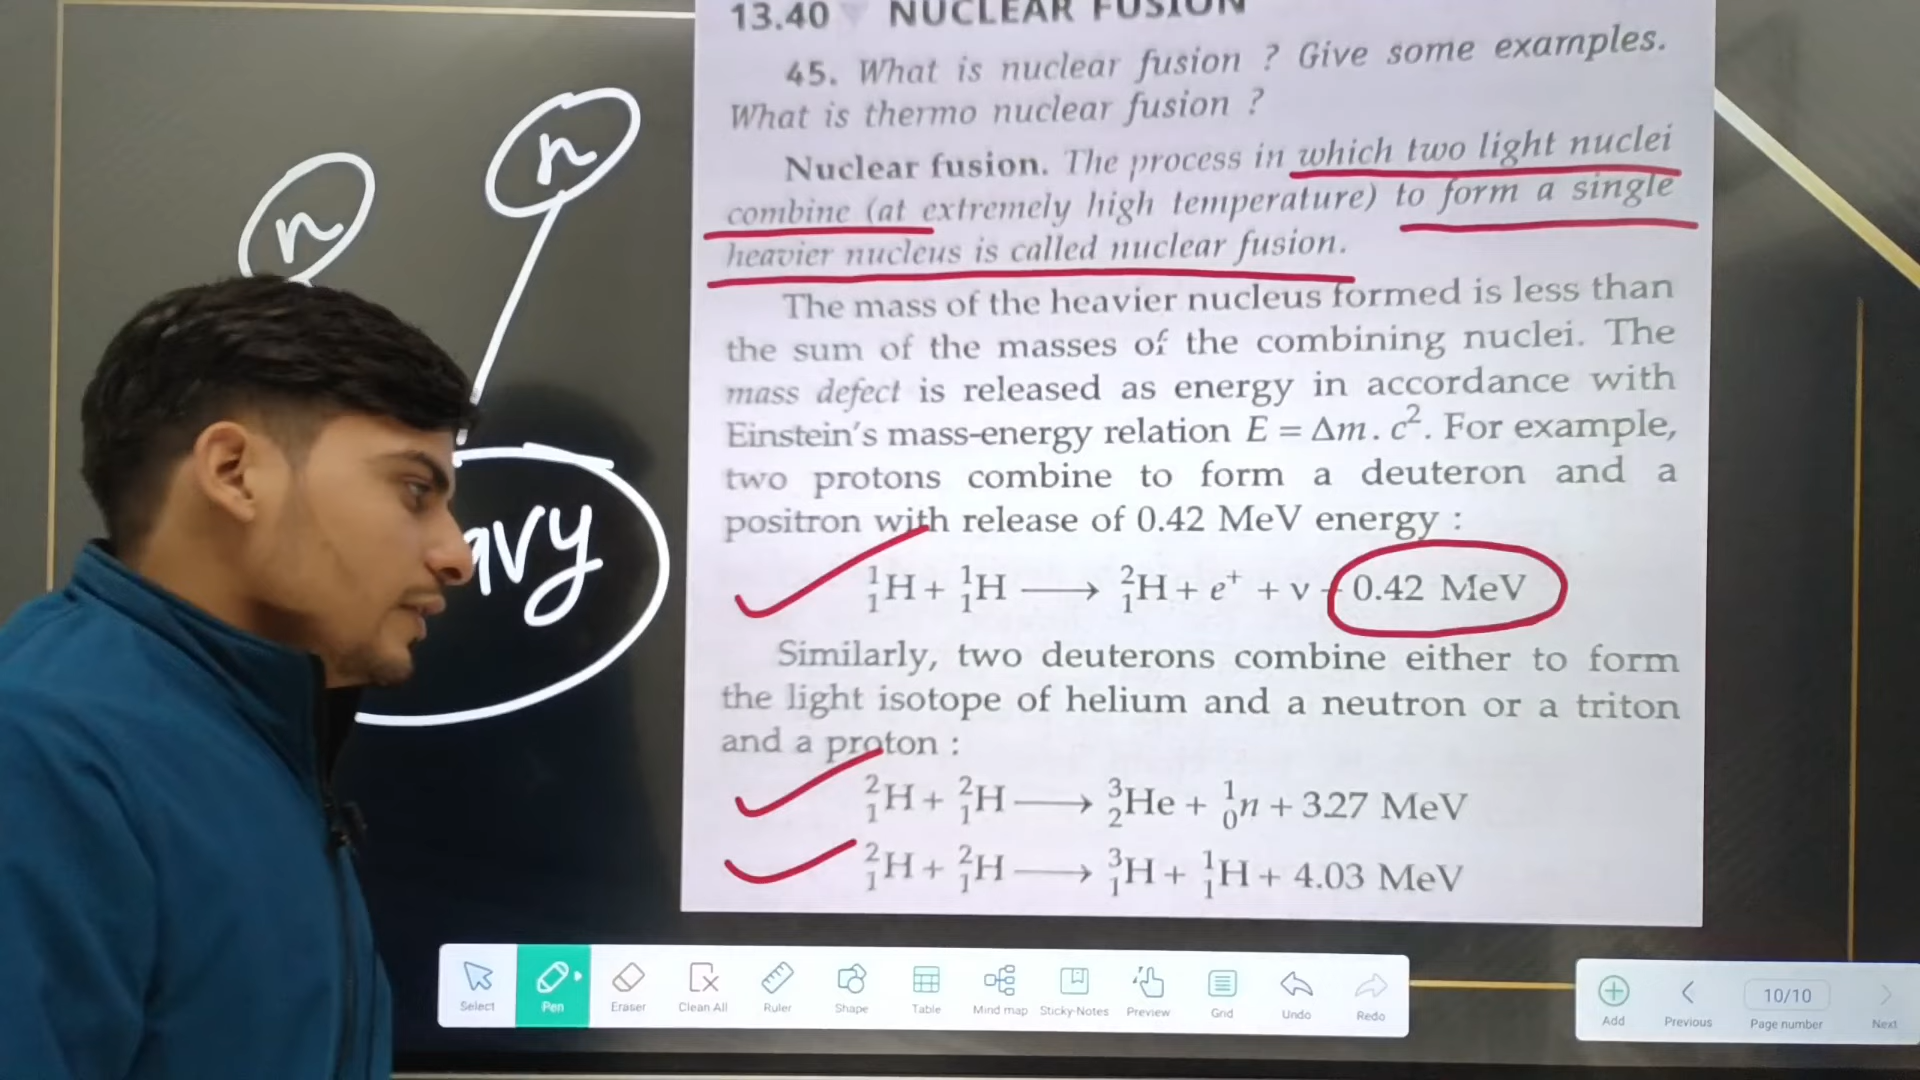 13.40 NUCLEAR FUSION
45. What is nuclear fusion ? Give some examples.
What is thermo nuclear fusion ?
Nuclear fusion. The process in which two light nuclei
combine (at extremely high temperature) to form a single
heavier nucleus is called nuclear fusion.
The mass of the heavier nucleus formed is less than
the sum of the masses of the combining nuclei. The
mass defect is released as energy in accordance with
Einstein's mass-energy relation E = Δm . c². For example,
two protons combine to form a deuteron and a
positron with release of 0.42 MeV energy :
¹₁H + ¹₁H ⟶ ²₁H + e⁺ + ν + 0.42 MeV
Similarly, two deuterons combine either to form
the light isotope of helium and a neutron or a triton
and a proton :
²₁H + ²₁H ⟶ ³₂He + ¹₀n + 3.27 MeV
²₁H + ²₁H ⟶ ³₁H + ¹₁H + 4.03 MeV
n
n
avy
Select Pen Eraser Clean All Ruler Shape Table Mind map Sticky-Notes Preview Grid Undo Redo
Add Previous 10/10 Page number Next